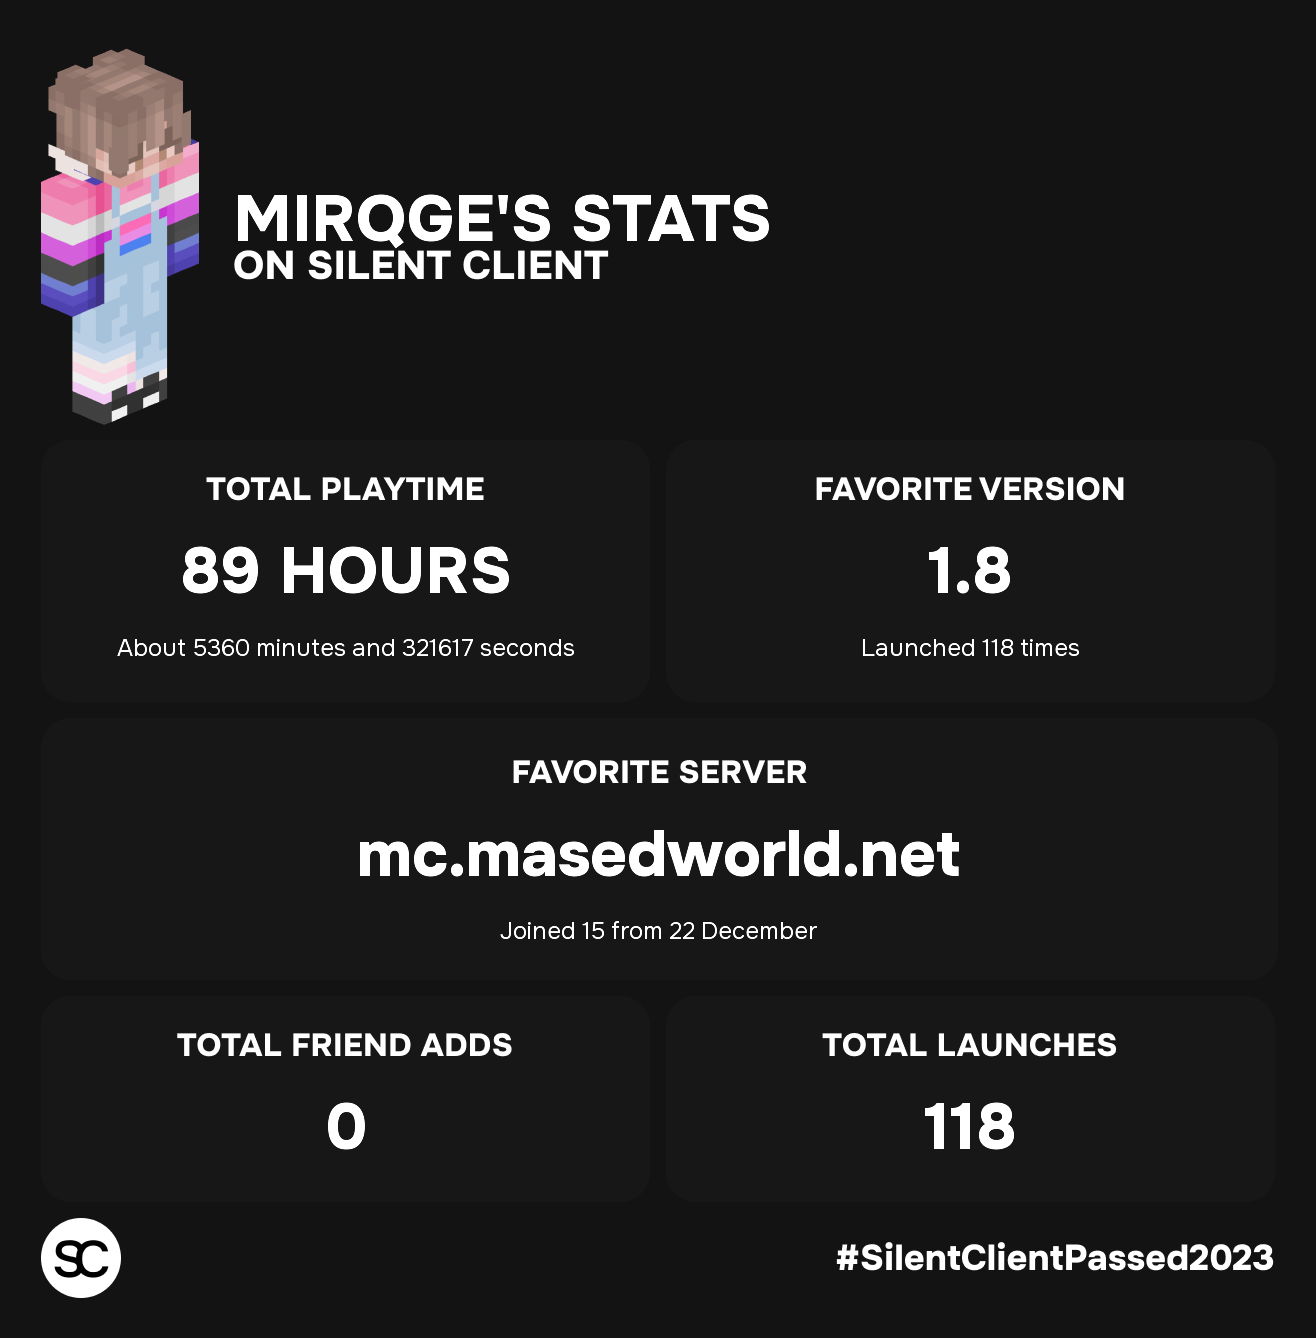 MIRQGE'S STATS
ON SILENT CLIENT
TOTAL PLAYTIME
89 HOURS
About 5360 minutes and 321617 seconds
FAVORITE VERSION
1.8
Launched 118 times
FAVORITE SERVER
mc.masedworld.net
Joined 15 from 22 December
TOTAL FRIEND ADDS
0
TOTAL LAUNCHES
118
SC
#SilentClientPassed2023